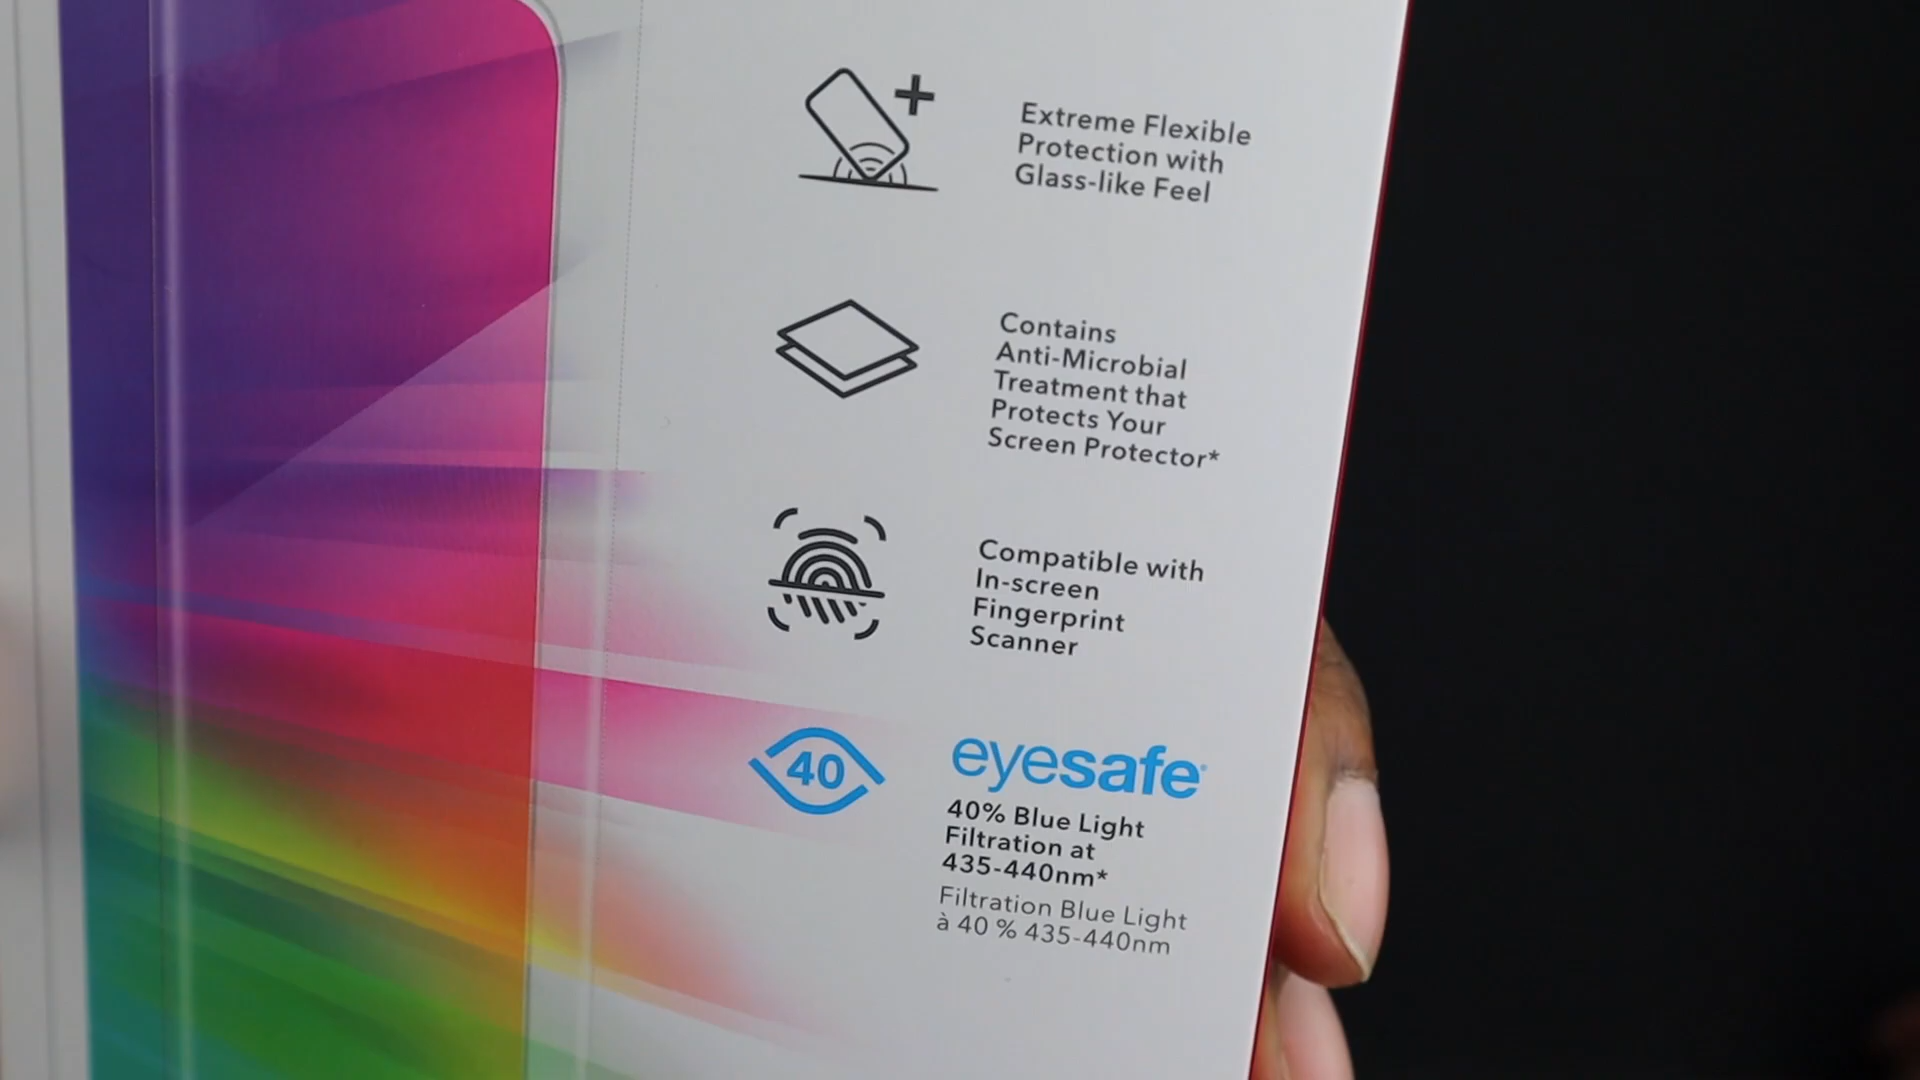 Extreme Flexible
Protection with
Glass-like Feel
Contains
Anti-Microbial
Treatment that
Protects Your
Screen Protector*
Compatible with
In-screen
Fingerprint
Scanner
40
eyesafe
40% Blue Light
Filtration at
435-440nm*
Filtration Blue Light
à 40 % 435-440nm